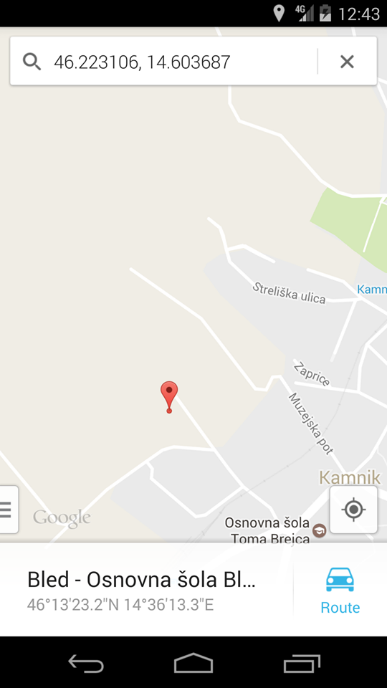 4G 12:43
46.223106, 14.603687
Streliška ulica
Kamn
Zaprice
Muzejska pot
Kamnik
Google
Osnovna šola
Toma Brejca
Bled - Osnovna šola Bl...
46°13'23.2"N 14°36'13.3"E
Route